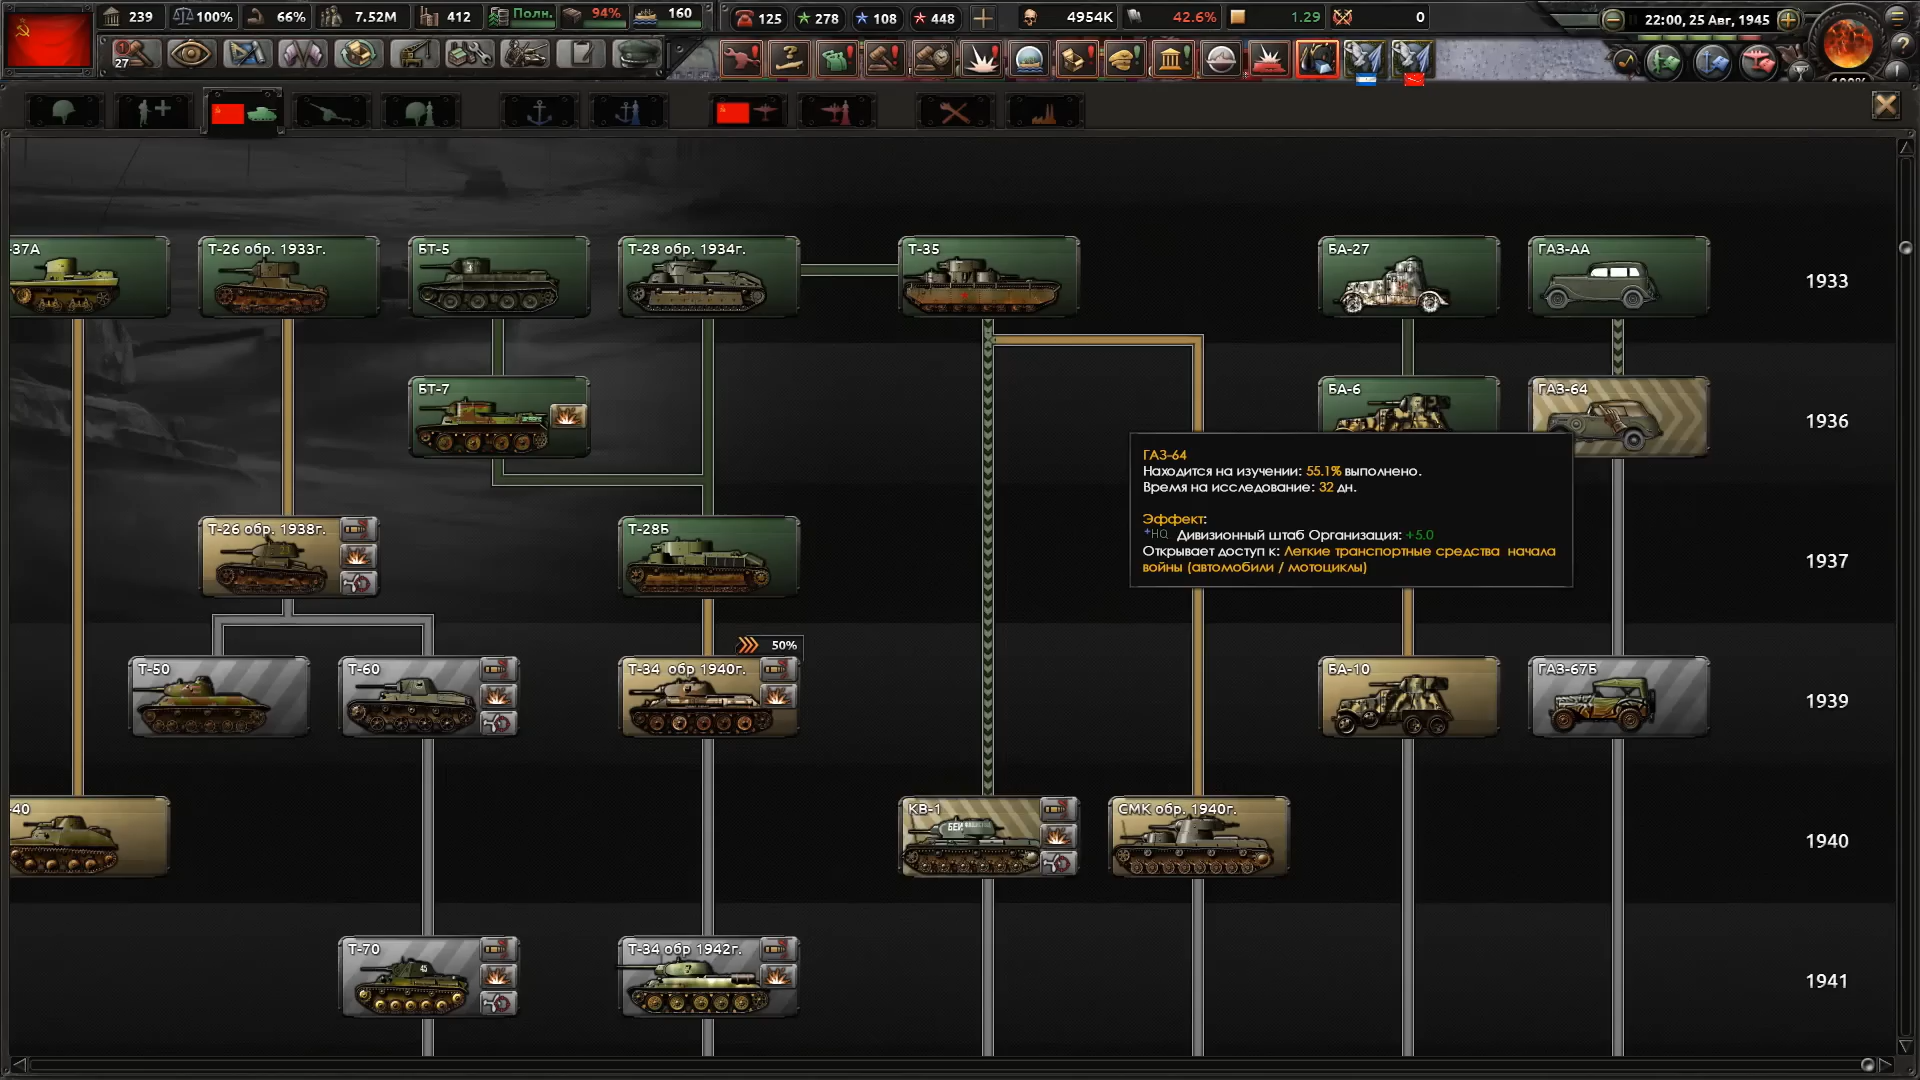 239
100%
66%
7.52M
412
Полн.
94%
160
125
278
108
448
4954K
42.6%
1.29
0
22:00, 25 Авг, 1945
1
27
100%
-37А
Т-26 обр. 1933г.
БТ-5
Т-28 обр. 1934г.
Т-35
БА-27
ГАЗ-АА
1933
БТ-7
БА-6
ГАЗ-64
1936
ГАЗ-64
Находится на изучении: 55.1% выполнено.
Время на исследование: 32 дн.
Эффект:
+HQ Дивизионный штаб Организация: +5.0
Открывает доступ к: Легкие транспортные средства начала
войны (автомобили / мотоциклы)
Т-26 обр. 1938г.
Т-28Б
1937
50%
Т-50
Т-60
Т-34 обр 1940г.
БА-10
ГАЗ-67Б
1939
-40
КВ-1
СМК обр. 1940г.
1940
Т-70
Т-34 обр 1942г.
1941